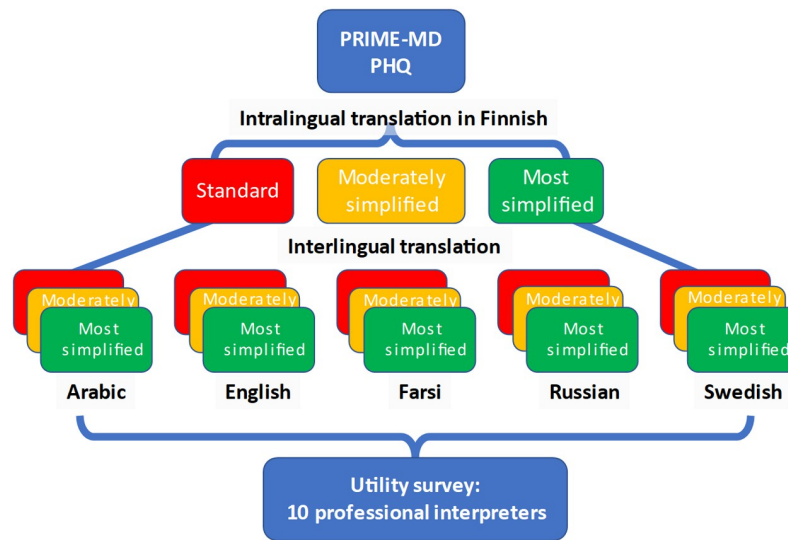 PRIME-MD
PHQ
Intralingual translation in Finnish
Standard
Moderately
simplified
Most
simplified
Interlingual translation
Moderately
Most
simplified
Moderately
Most
simplified
Moderately
Most
simplified
Moderately
Most
simplified
Moderately
Most
simplified
Arabic
English
Farsi
Russian
Swedish
Utility survey:
10 professional interpreters